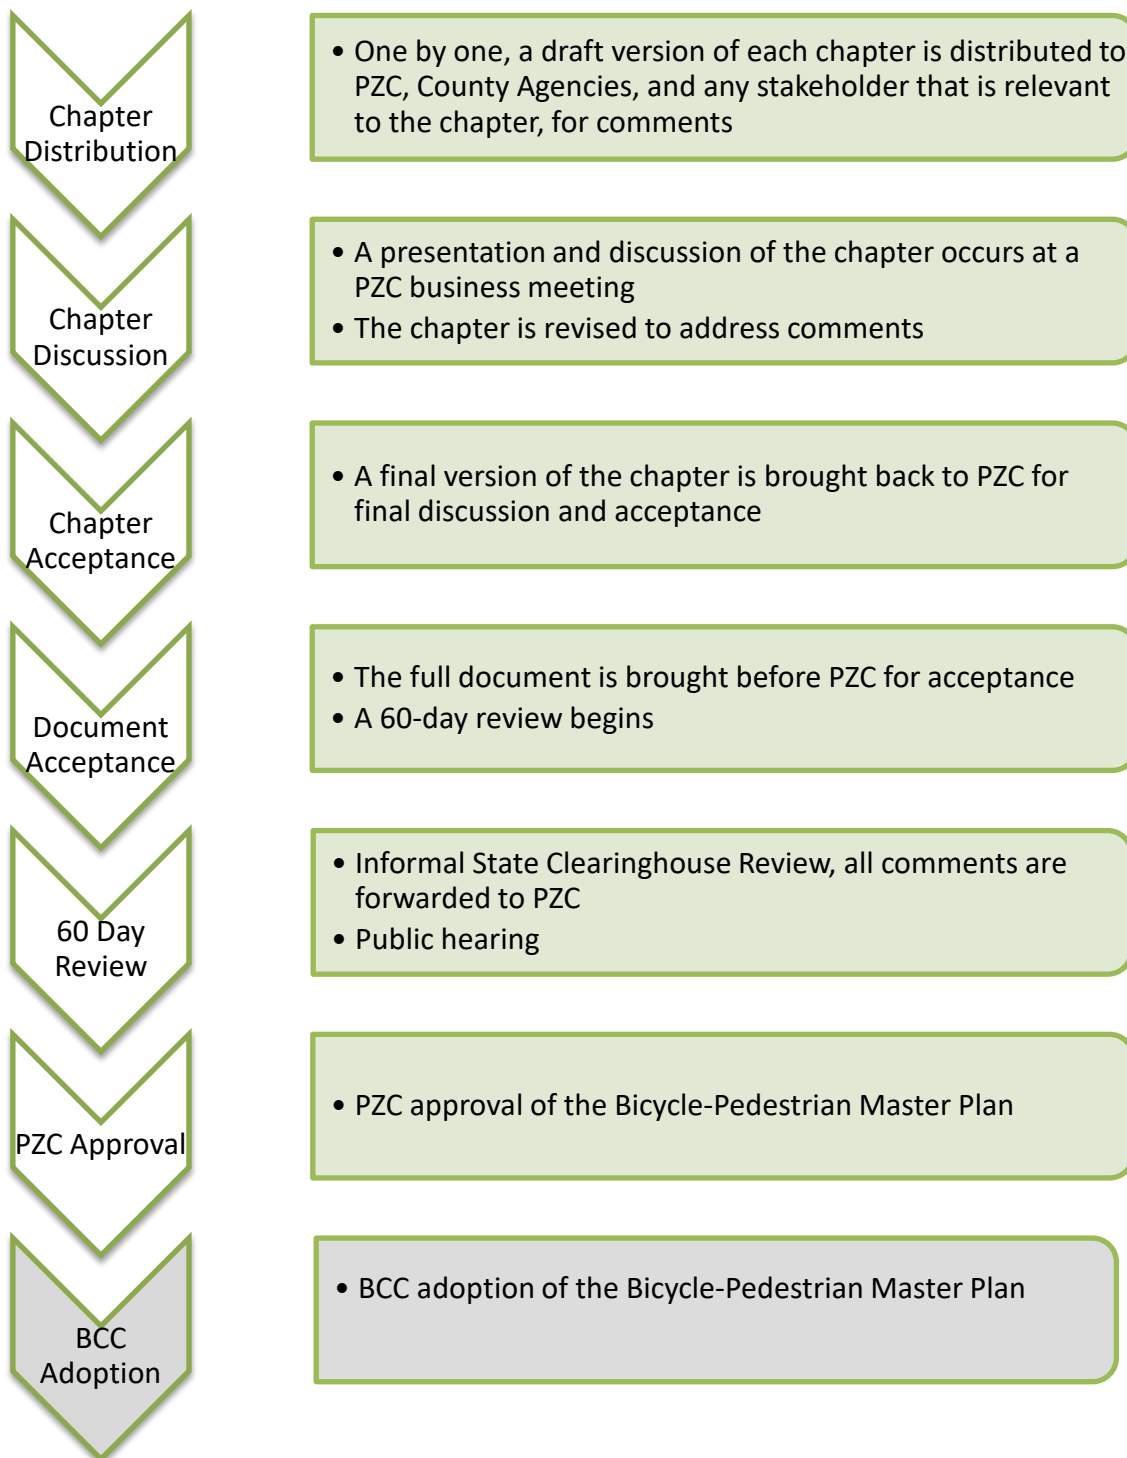 Chapter
Distribution
• One by one, a draft version of each chapter is distributed to
PZC, County Agencies, and any stakeholder that is relevant
to the chapter, for comments
Chapter
Discussion
• A presentation and discussion of the chapter occurs at a
PZC business meeting
• The chapter is revised to address comments
Chapter
Acceptance
• A final version of the chapter is brought back to PZC for
final discussion and acceptance
Document
Acceptance
• The full document is brought before PZC for acceptance
• A 60-day review begins
60 Day
Review
• Informal State Clearinghouse Review, all comments are
forwarded to PZC
• Public hearing
PZC Approval
• PZC approval of the Bicycle-Pedestrian Master Plan
BCC
Adoption
• BCC adoption of the Bicycle-Pedestrian Master Plan